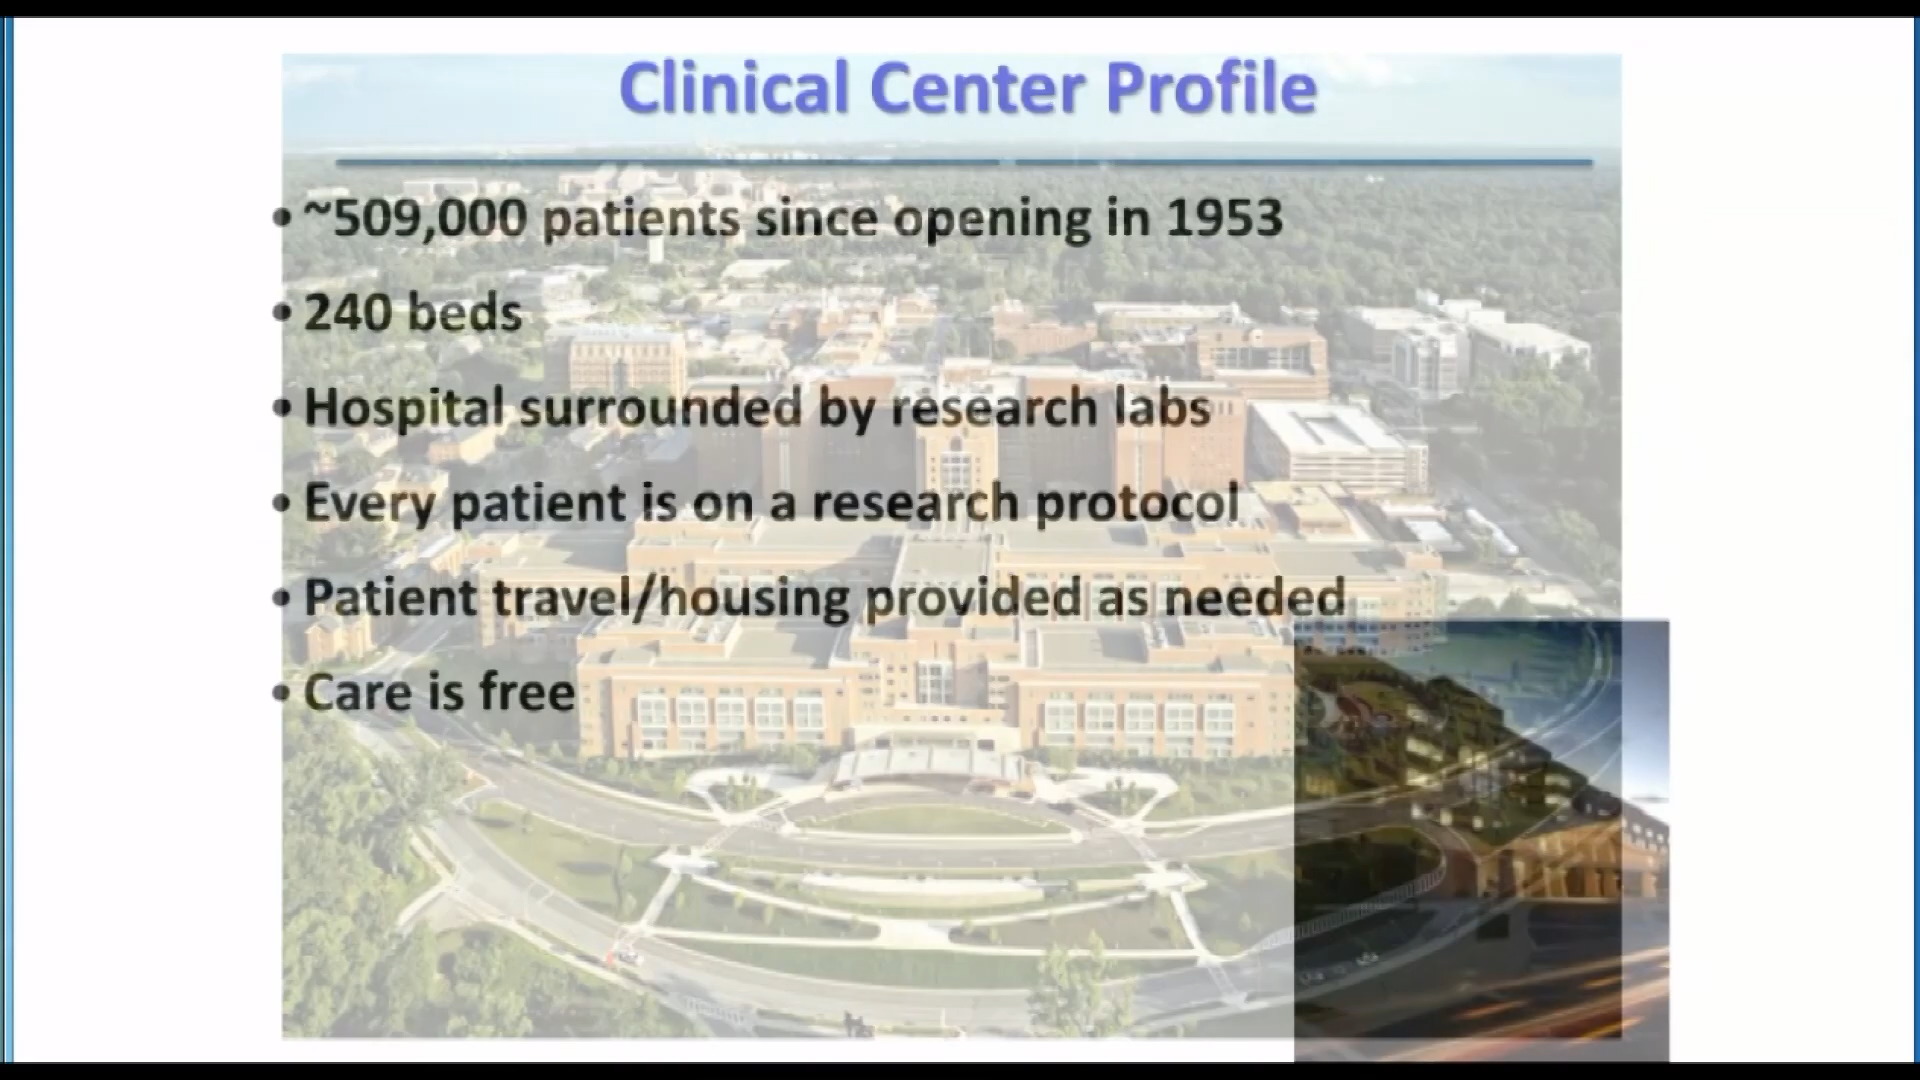 Clinical Center Profile
• ~509,000 patients since opening in 1953
• 240 beds
• Hospital surrounded by research labs
• Every patient is on a research protocol
• Patient travel/housing provided as needed
• Care is free